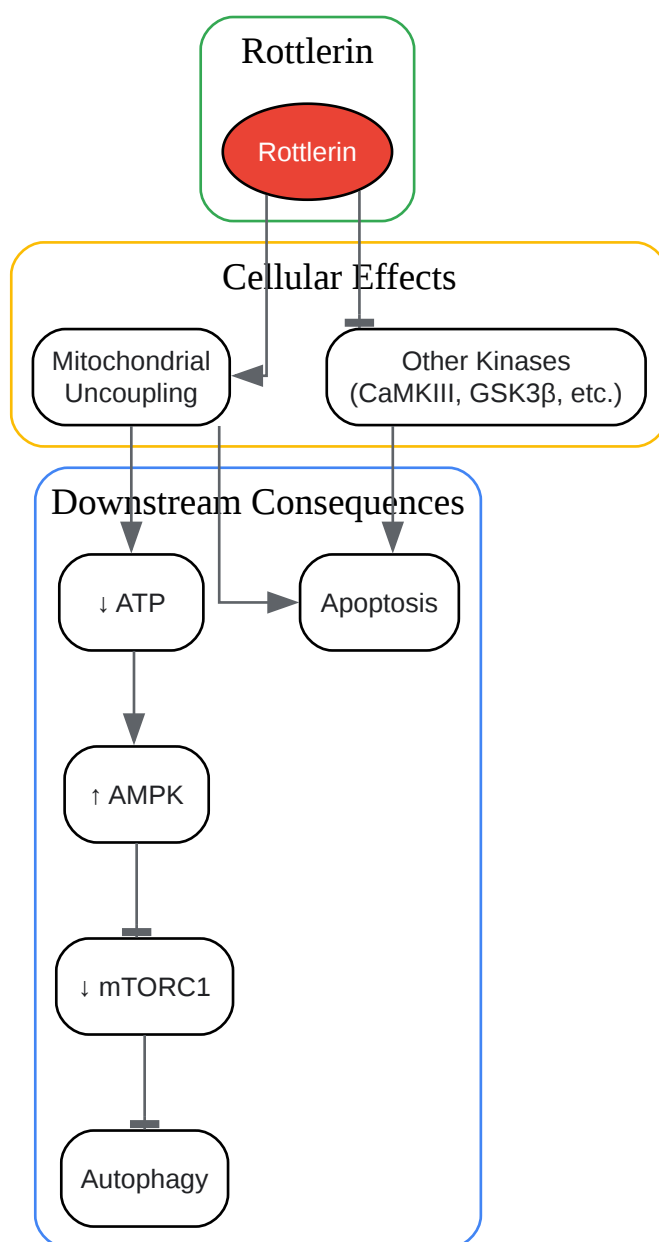 Rottlerin
Rottlerin
Cellular Effects
Mitochondrial
Uncoupling
Other Kinases
(CaMKIII, GSK3β, etc.)
Downstream Consequences
↓ ATP
Apoptosis
↑ AMPK
↓ mTORC1
Autophagy